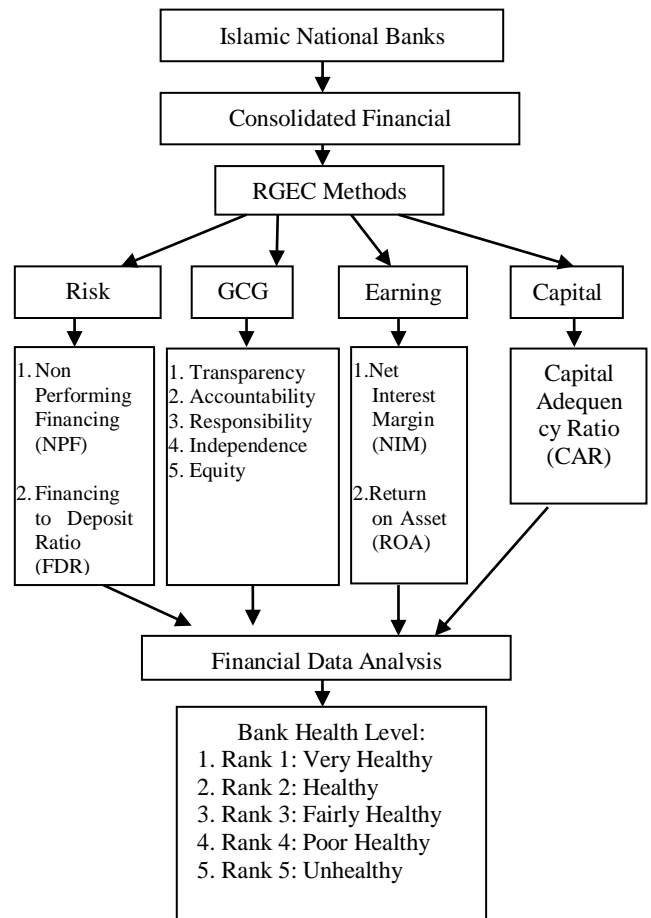 Islamic National Banks
Consolidated Financial
RGEC Methods
Risk
GCG
Earning
Capital
1. Non
Performing
Financing
(NPF)
2. Financing
to Deposit
Ratio
(FDR)
1. Transparency
2. Accountability
3. Responsibility
4. Independence
5. Equity
1.Net
Interest
Margin
(NIM)
2.Return
on Asset
(ROA)
Capital
Adequen
cy Ratio
(CAR)
Financial Data Analysis
Bank Health Level:
1. Rank 1: Very Healthy
2. Rank 2: Healthy
3. Rank 3: Fairly Healthy
4. Rank 4: Poor Healthy
5. Rank 5: Unhealthy